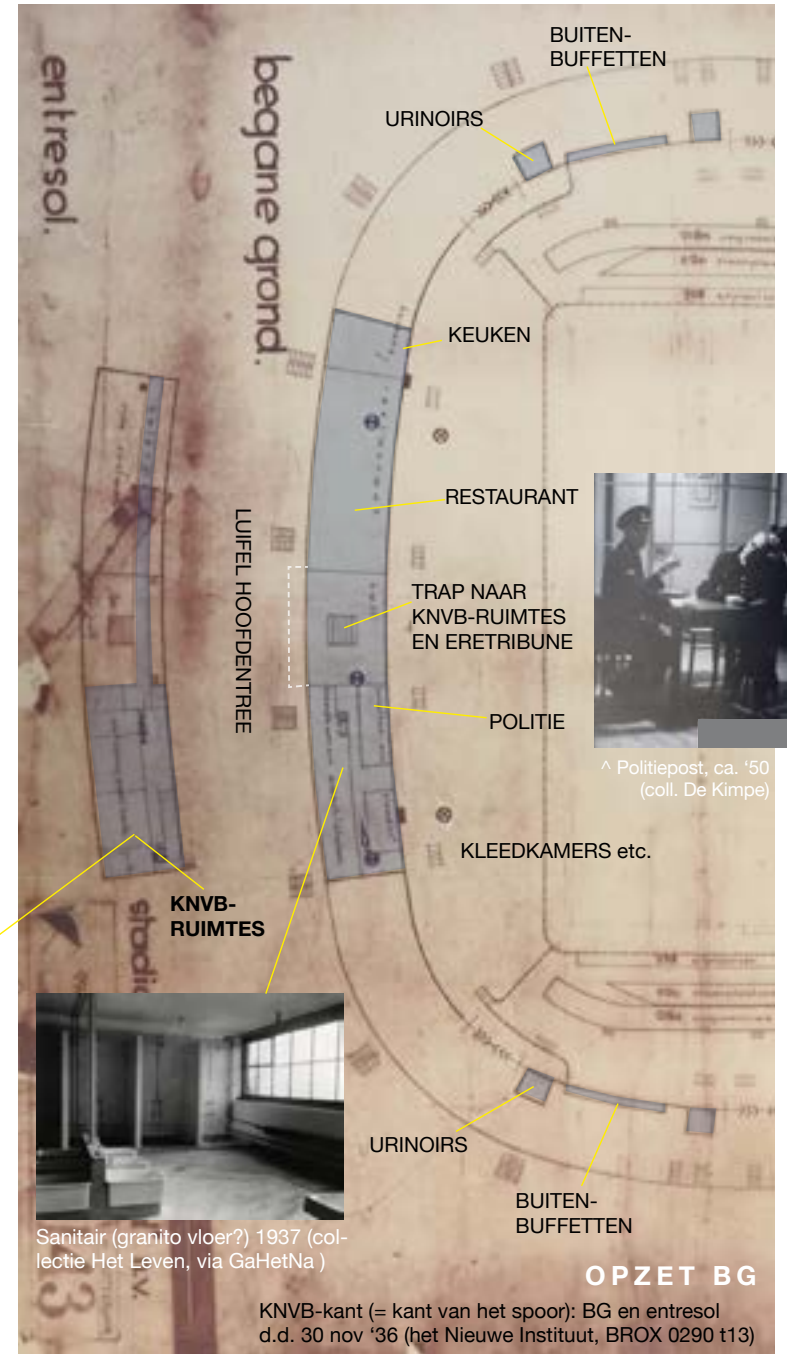 entresol.
begane grond.
BUITEN-
BUFFETTEN
URINOIRS
KEUKEN
RESTAURANT
LUIFEL HOOFDENTREE
TRAP NAAR
KNVB-RUIMTES
EN ERETRIBUNE
POLITIE
^ Politiepost, ca. ‘50
(coll. De Kimpe)
KLEEDKAMERS etc.
KNVB-
RUIMTES
URINOIRS
BUITEN-
BUFFETTEN
Sanitair (granito vloer?) 1937 (col-
lectie Het Leven, via GaHetNa )
OPZET BG
KNVB-kant (= kant van het spoor): BG en entresol
d.d. 30 nov ‘36 (het Nieuwe Instituut, BROX 0290 t13)